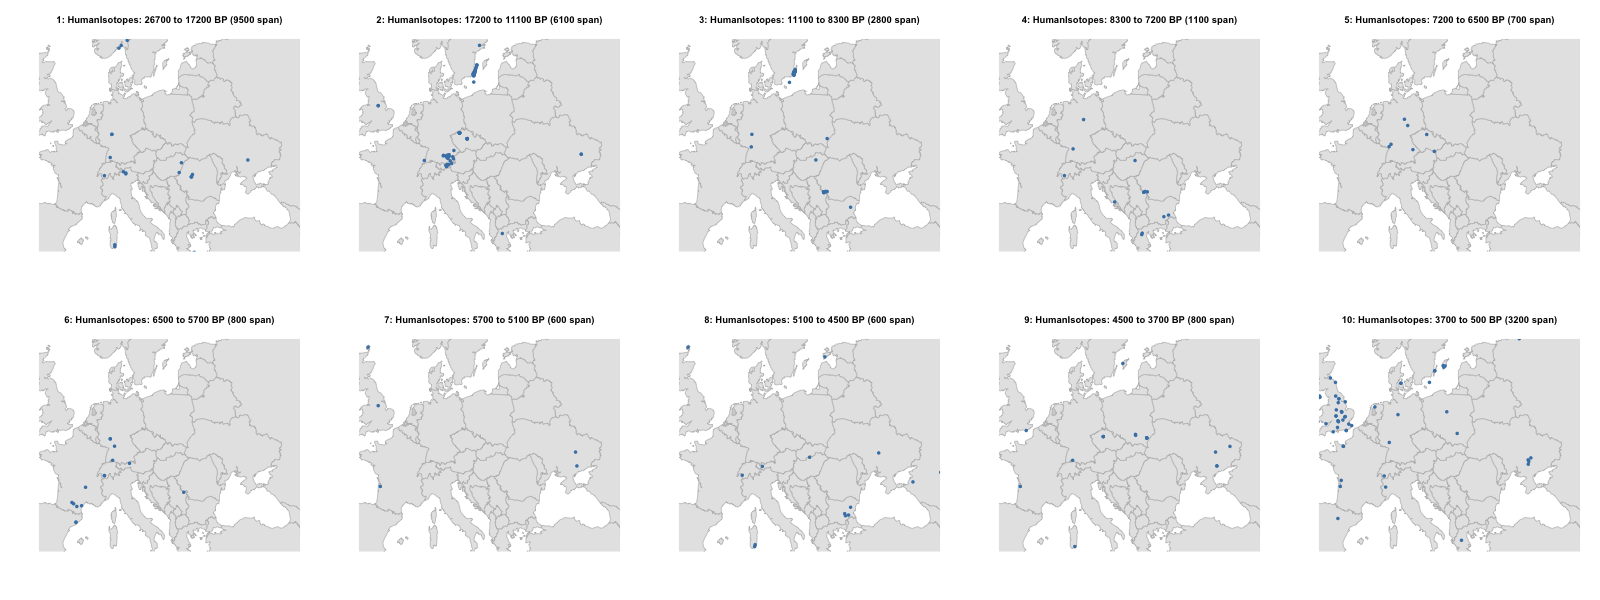 1: HumanIsotopes: 26700 to 17200 BP (9500 span)
2: HumanIsotopes: 17200 to 11100 BP (6100 span)
3: HumanIsotopes: 11100 to 8300 BP (2800 span)
4: HumanIsotopes: 8300 to 7200 BP (1100 span)
5: HumanIsotopes: 7200 to 6500 BP (700 span)
6: HumanIsotopes: 6500 to 5700 BP (800 span)
7: HumanIsotopes: 5700 to 5100 BP (600 span)
8: HumanIsotopes: 5100 to 4500 BP (600 span)
9: HumanIsotopes: 4500 to 3700 BP (800 span)
10: HumanIsotopes: 3700 to 500 BP (3200 span)